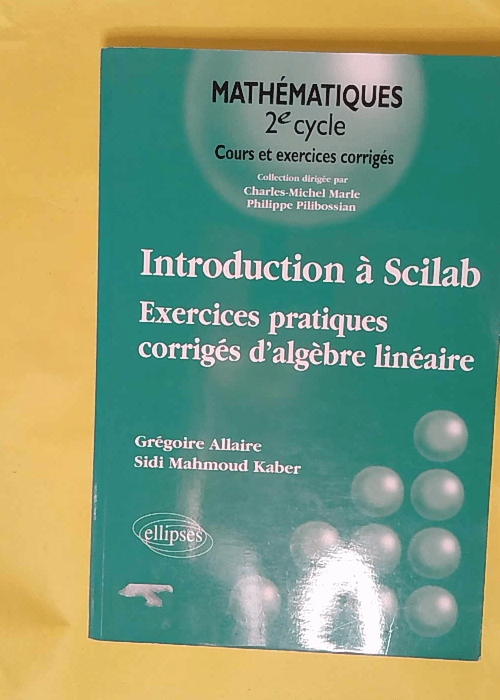 MATHÉMATIQUES
2e cycle
Cours et exercices corrigés
Collection dirigée par
Charles-Michel Marle
Philippe Pilibossian
Introduction à Scilab
Exercices pratiques
corrigés d'algèbre linéaire
Grégoire Allaire
Sidi Mahmoud Kaber
ellipses